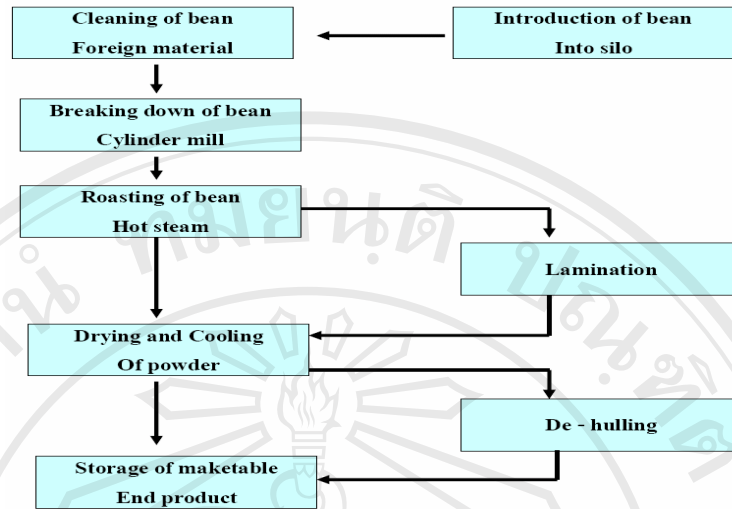 Cleaning of bean
Foreign material
Introduction of bean
Into silo
Breaking down of bean
Cylinder mill
Roasting of bean
Hot steam
Lamination
Drying and Cooling
Of powder
De - hulling
Storage of maketable
End product